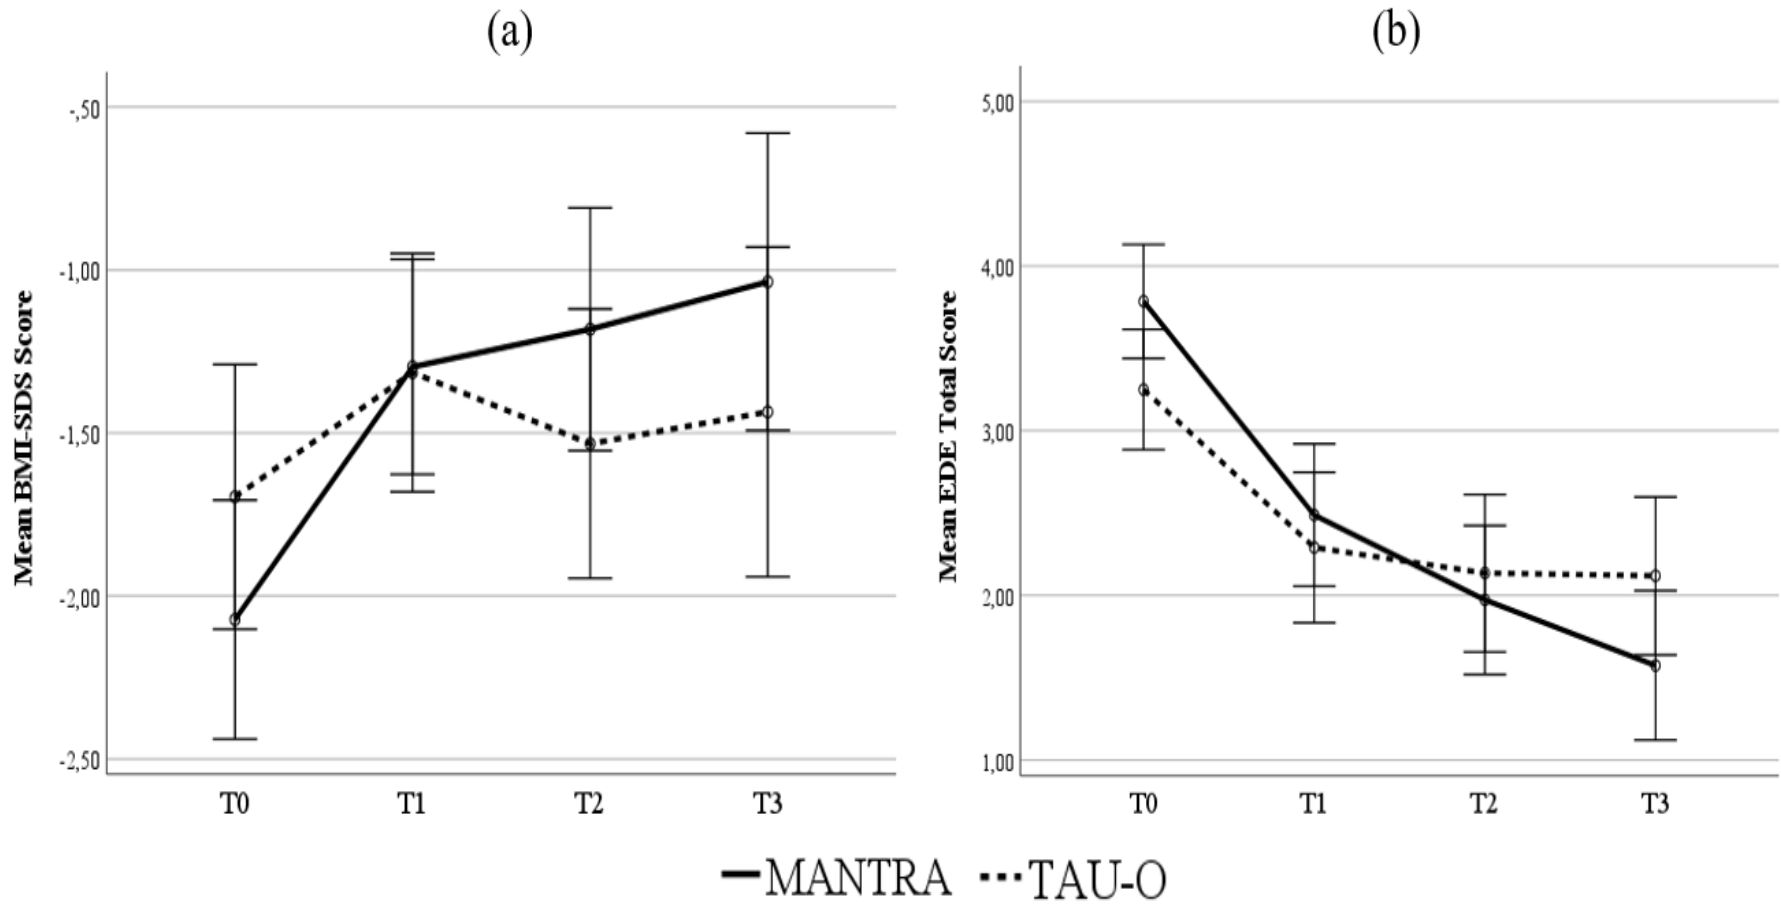 (a)
Mean BMI-SDS Score
-,50
-1,00
-1,50
-2,00
-2,50
T0 T1 T2 T3
(b)
Mean EDE Total Score
5,00
4,00
3,00
2,00
1,00
T0 T1 T2 T3
MANTRA TAU-O